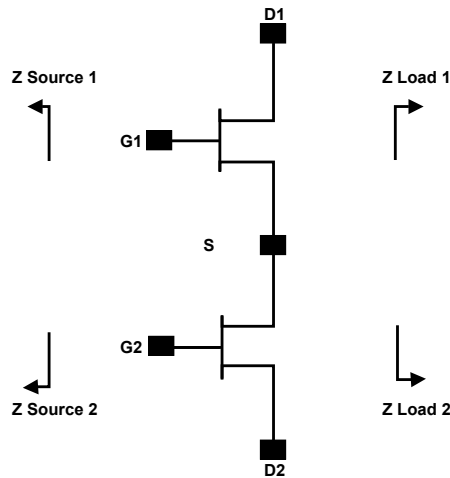 D1
Z Source 1
Z Load 1
G1
S
G2
Z Source 2
Z Load 2
D2